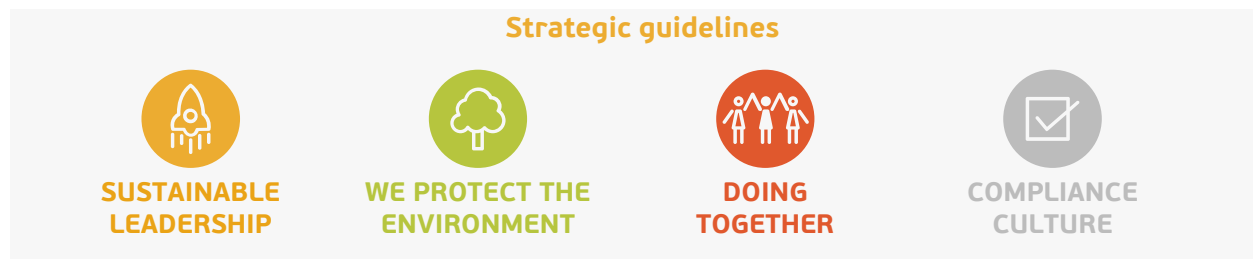 Strategic guidelines
SUSTAINABLE
LEADERSHIP
WE PROTECT THE
ENVIRONMENT
DOING
TOGETHER
COMPLIANCE
CULTURE